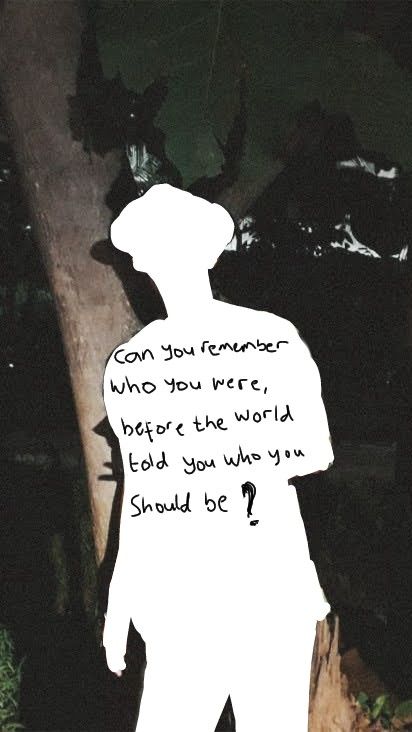 can you remember
who you were,
before the world
told you who you
should be?